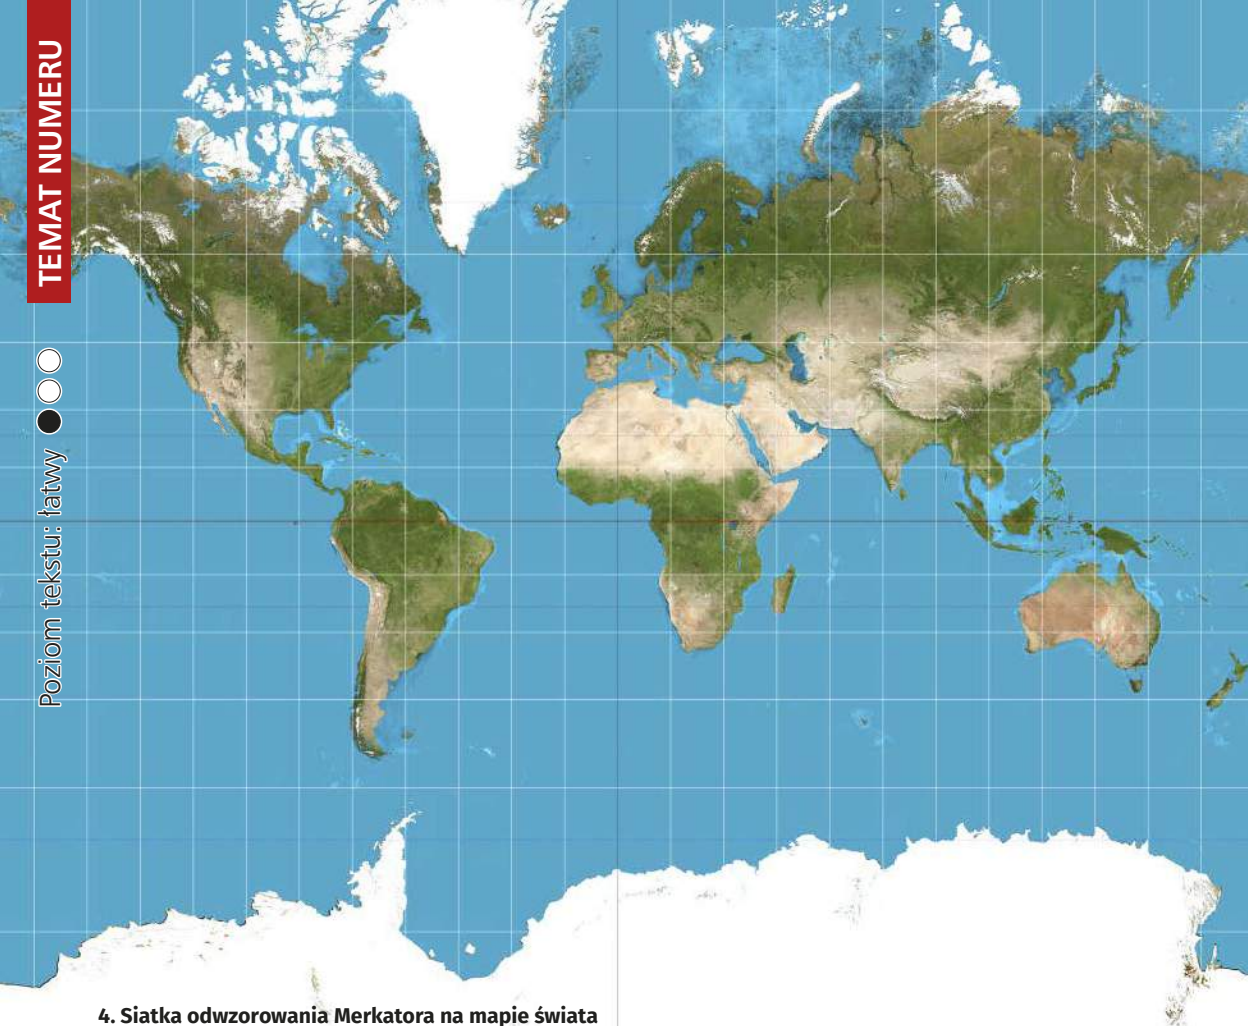 TEMAT NUMERU
Poziom tekstu: łatwy
4. Siatka odwzorowania Merkatora na mapie świata